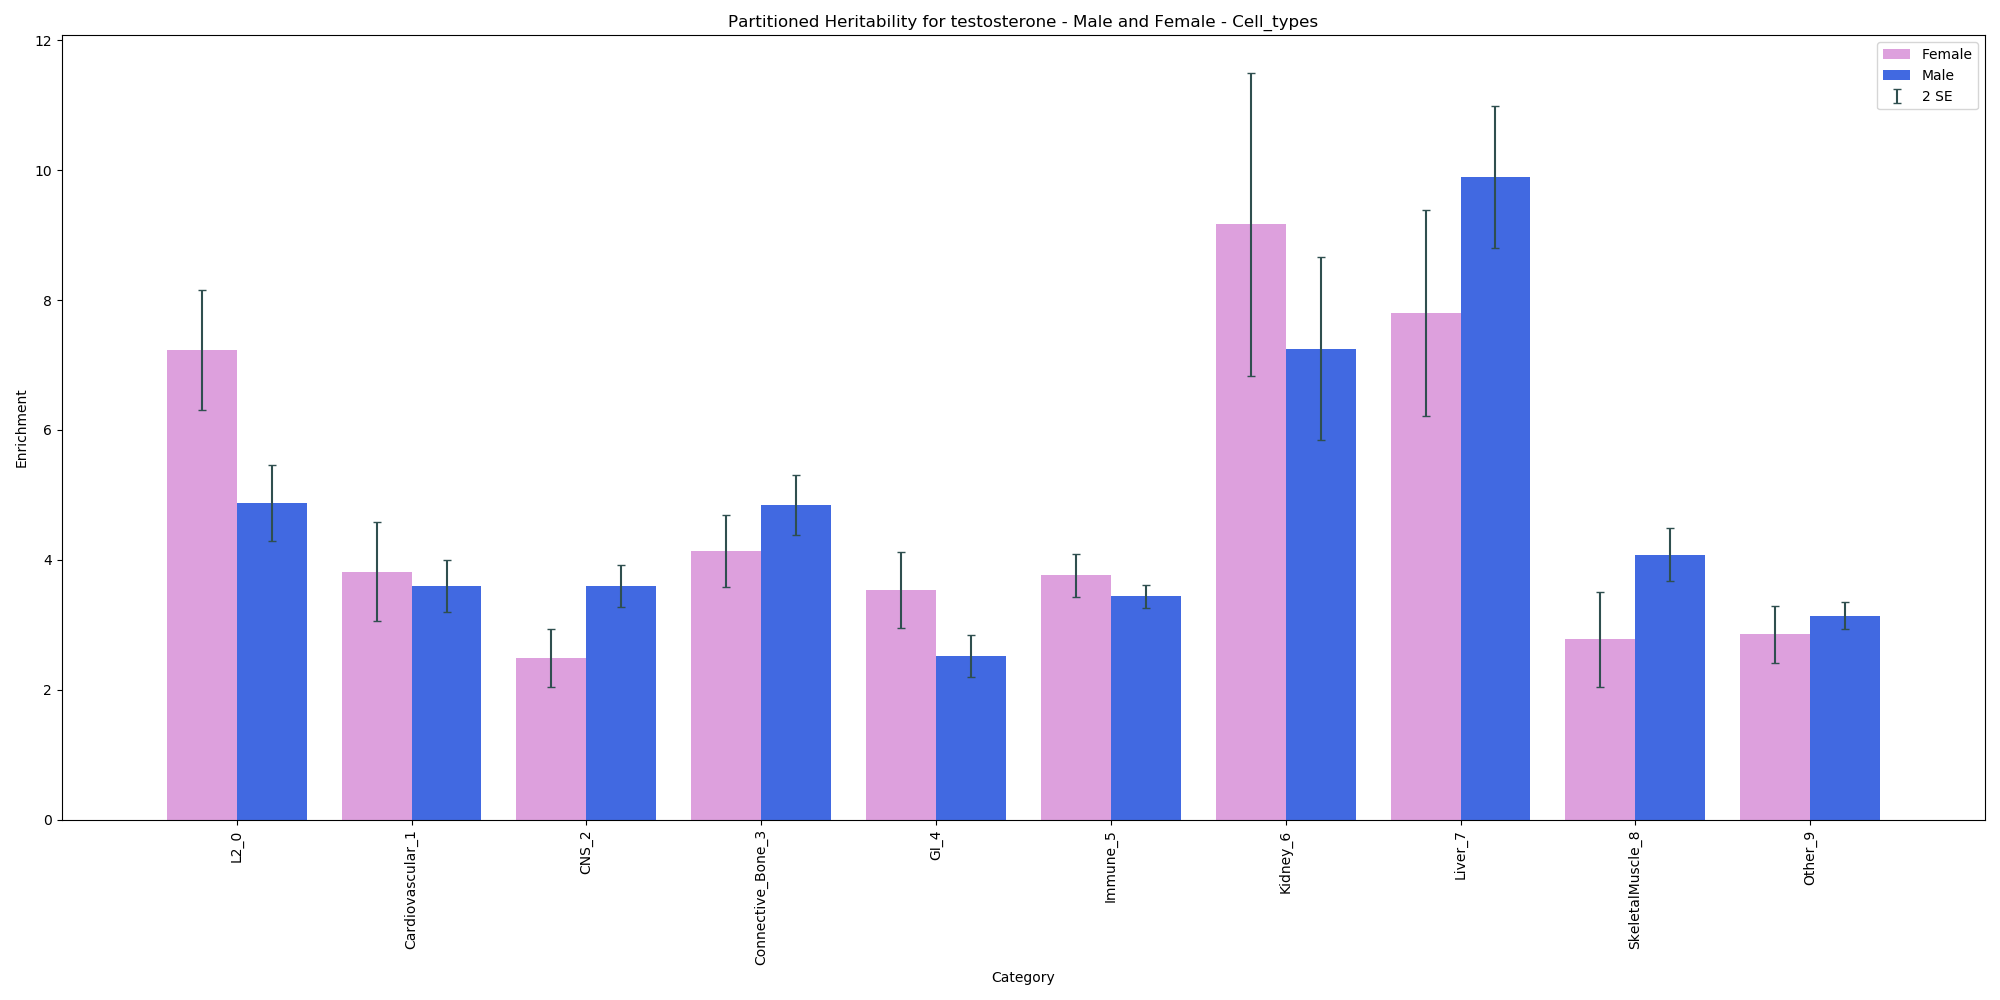 Partitioned Heritability for testosterone - Male and Female - Cell_types
Female
Male
2 SE
Enrichment
12
10
8
6
4
2
0
L2_0
Cardiovascular_1
CNS_2
Connective_Bone_3
GI_4
Immune_5
Kidney_6
Liver_7
SkeletalMuscle_8
Other_9
Category